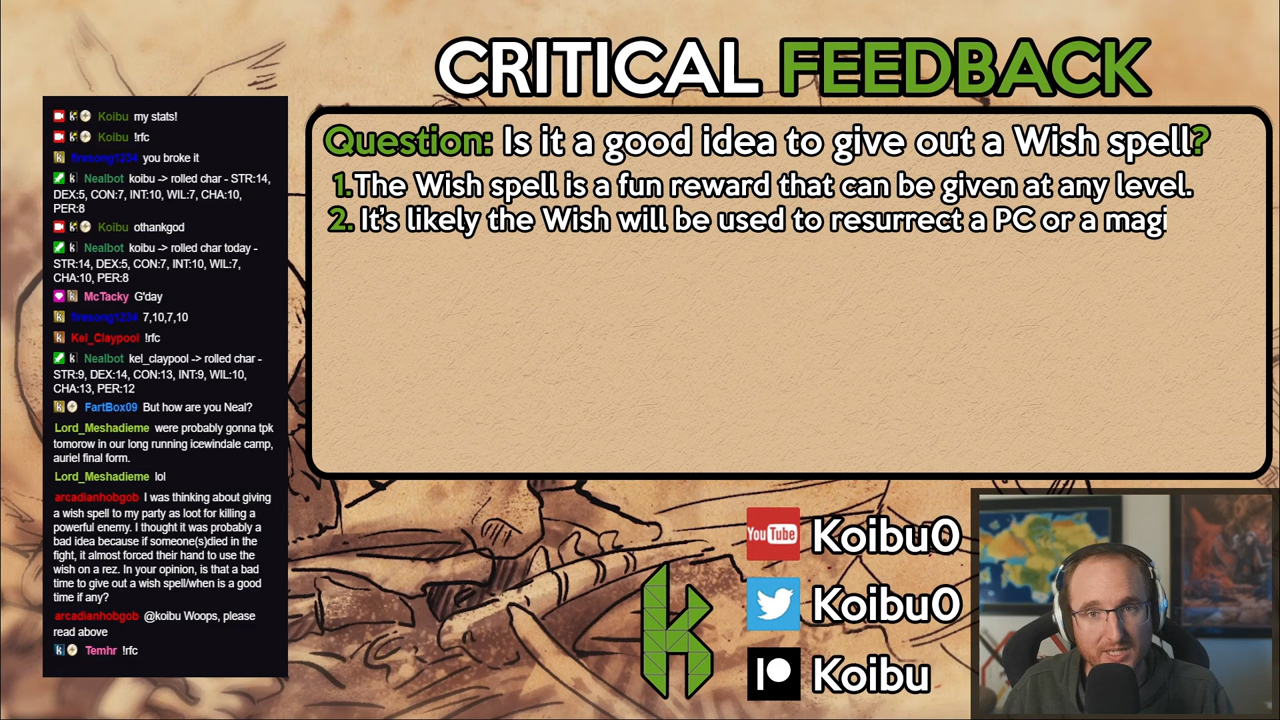 CRITICAL FEEDBACK
Koibu my stats!
Koibu !rfc
firesong1234 you broke it
Nealbot koibu -> rolled char - STR:14,
DEX:5, CON:7, INT:10, WIL:7, CHA:10,
PER:8
Koibu othankgod
Nealbot koibu -> rolled char today -
STR:14, DEX:5, CON:7, INT:10, WIL:7,
CHA:10, PER:8
McTacky G'day
firesong1234 7,10,7,10
Kel_Claypool !rfc
Nealbot kel_claypool -> rolled char -
STR:9, DEX:14, CON:13, INT:9, WIL:10,
CHA:13, PER:12
FartBox09 But how are you Neal?
Lord_Meshadieme were probably gonna tpk
tomorow in our long running icewindale camp,
auriel final form.
Lord_Meshadieme lol
arcadianhobgob I was thinking about giving
a wish spell to my party as loot for killing a
powerful enemy. I thought it was probably a
bad idea because if someone(s)died in the
fight, it almost forced their hand to use the
wish on a rez. In your opinion, is that a bad
time to give out a wish spell/when is a good
time if any?
arcadianhobgob @koibu Woops, please
read above
Temhr !rfc
Question: Is it a good idea to give out a Wish spell?
1.The Wish spell is a fun reward that can be given at any level.
2. It's likely the Wish will be used to resurrect a PC or a magi
YouTube Koibu0
Koibu0
Koibu